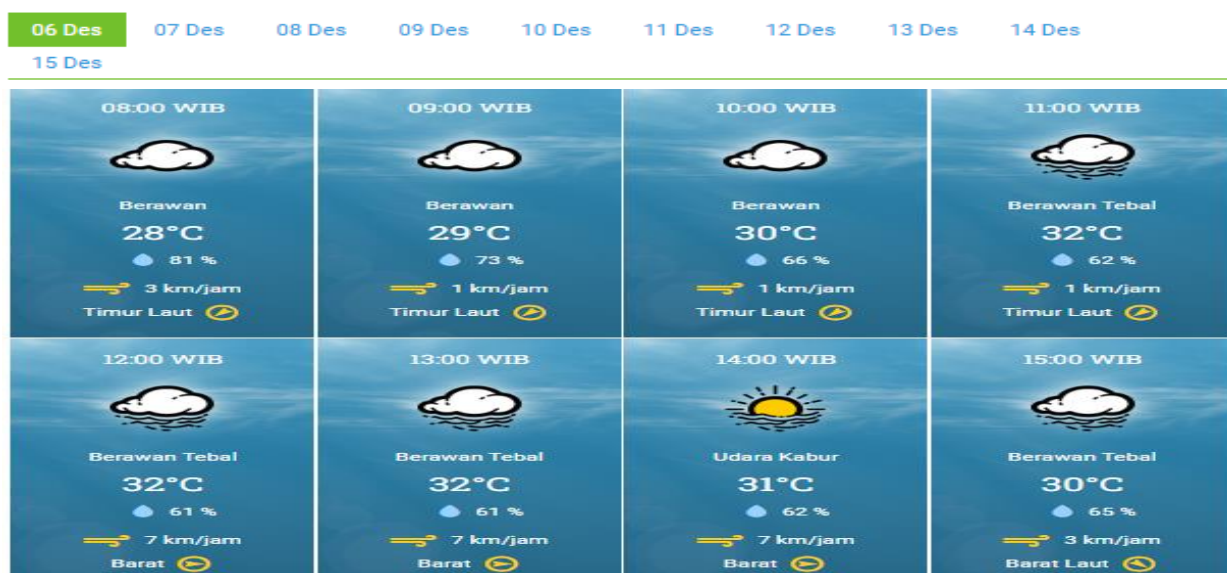 06 Des 07 Des 08 Des 09 Des 10 Des 11 Des 12 Des 13 Des 14 Des
15 Des
08:00 WIB 09:00 WIB 10:00 WIB 11:00 WIB
Berawan Berawan Berawan Berawan Tebal
28°C 29°C 30°C 32°C
81 % 73 % 66 % 62 %
3 km/jam 1 km/jam 1 km/jam 1 km/jam
Timur Laut Timur Laut Timur Laut Timur Laut
12:00 WIB 13:00 WIB 14:00 WIB 15:00 WIB
Berawan Tebal Berawan Tebal Udara Kabur Berawan Tebal
32°C 32°C 31°C 30°C
61 % 61 % 62 % 65 %
7 km/jam 7 km/jam 7 km/jam 3 km/jam
Barat Barat Barat Barat Laut